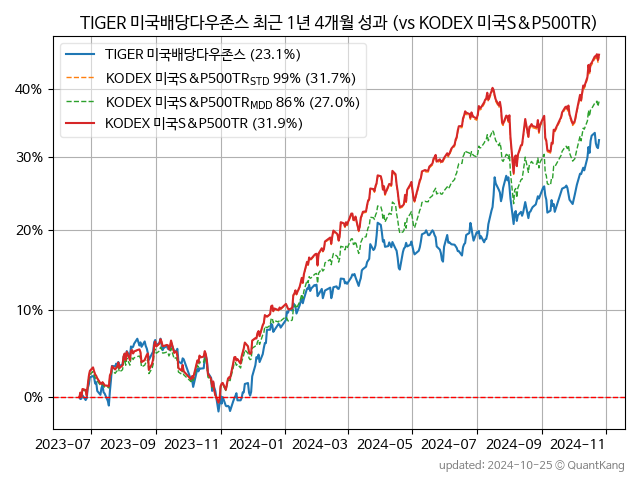 TIGER 미국배당다우존스 최근 1년 4개월 성과 (vs KODEX 미국S&P500TR)
TIGER 미국배당다우존스 (23.1%)
KODEX 미국S&P500TR_STD 99% (31.7%)
KODEX 미국S&P500TR_MDD 86% (27.0%)
KODEX 미국S&P500TR (31.9%)
40%
30%
20%
10%
0%
2023-07 2023-09 2023-11 2024-01 2024-03 2024-05 2024-07 2024-09 2024-11
updated: 2024-10-25 © QuantKang